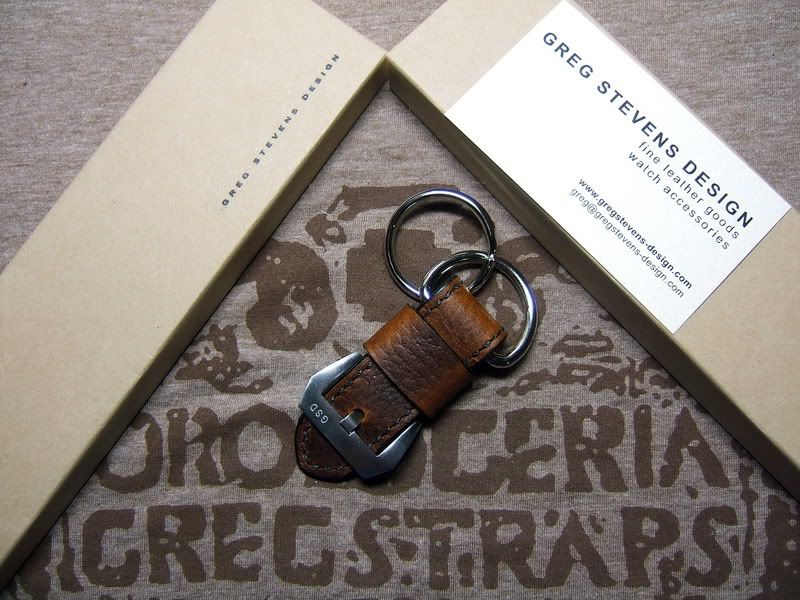 GREG STEVENS DESIGN
GREG STEVENS DESIGN
fine leather goods
watch accessories
www.gregstevens-design.com
greg@gregstevens-design.com
GSD
OROLOGERIA
GREGSTRAPS